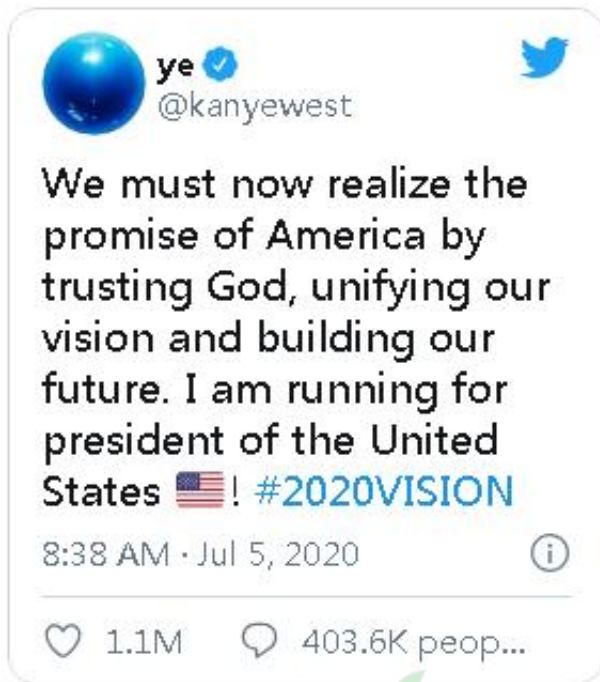 ye
@kanyewest
We must now realize the
promise of America by
trusting God, unifying our
vision and building our
future. I am running for
president of the United
States 🇺🇸! #2020VISION
8:38 AM · Jul 5, 2020
1.1M 403.6K peop...